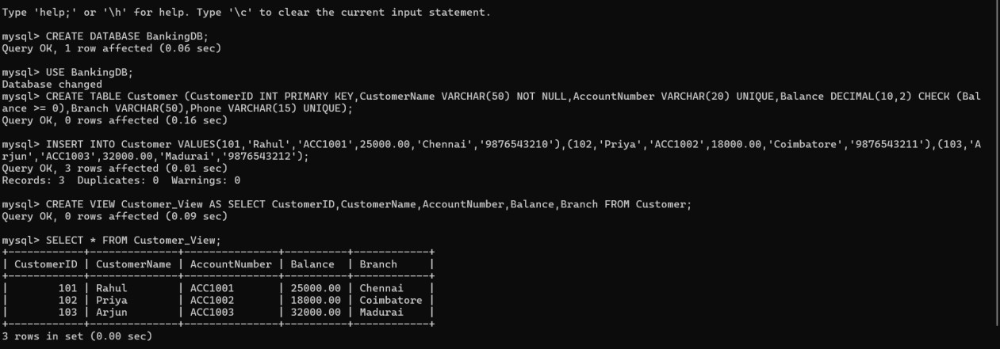 Type 'help;' or '\h' for help. Type '\c' to clear the current input statement.
mysql> CREATE DATABASE BankingDB;
Query OK, 1 row affected (0.06 sec)
mysql> USE BankingDB;
Database changed
mysql> CREATE TABLE Customer (CustomerID INT PRIMARY KEY,CustomerName VARCHAR(50) NOT NULL,AccountNumber VARCHAR(20) UNIQUE,Balance DECIMAL(10,2) CHECK (Bal
ance >= 0),Branch VARCHAR(50),Phone VARCHAR(15) UNIQUE);
Query OK, 0 rows affected (0.16 sec)
mysql> INSERT INTO Customer VALUES(101,'Rahul','ACC1001',25000.00,'Chennai','9876543210'),(102,'Priya','ACC1002',18000.00,'Coimbatore','9876543211'),(103,'A
rjun','ACC1003',32000.00,'Madurai','9876543212');
Query OK, 3 rows affected (0.01 sec)
Records: 3  Duplicates: 0  Warnings: 0
mysql> CREATE VIEW Customer_View AS SELECT CustomerID,CustomerName,AccountNumber,Balance,Branch FROM Customer;
Query OK, 0 rows affected (0.09 sec)
mysql> SELECT * FROM Customer_View;
+------------+--------------+---------------+----------+------------+
| CustomerID | CustomerName | AccountNumber | Balance  | Branch     |
+------------+--------------+---------------+----------+------------+
|        101 | Rahul        | ACC1001       | 25000.00 | Chennai    |
|        102 | Priya        | ACC1002       | 18000.00 | Coimbatore |
|        103 | Arjun        | ACC1003       | 32000.00 | Madurai    |
+------------+--------------+---------------+----------+------------+
3 rows in set (0.00 sec)